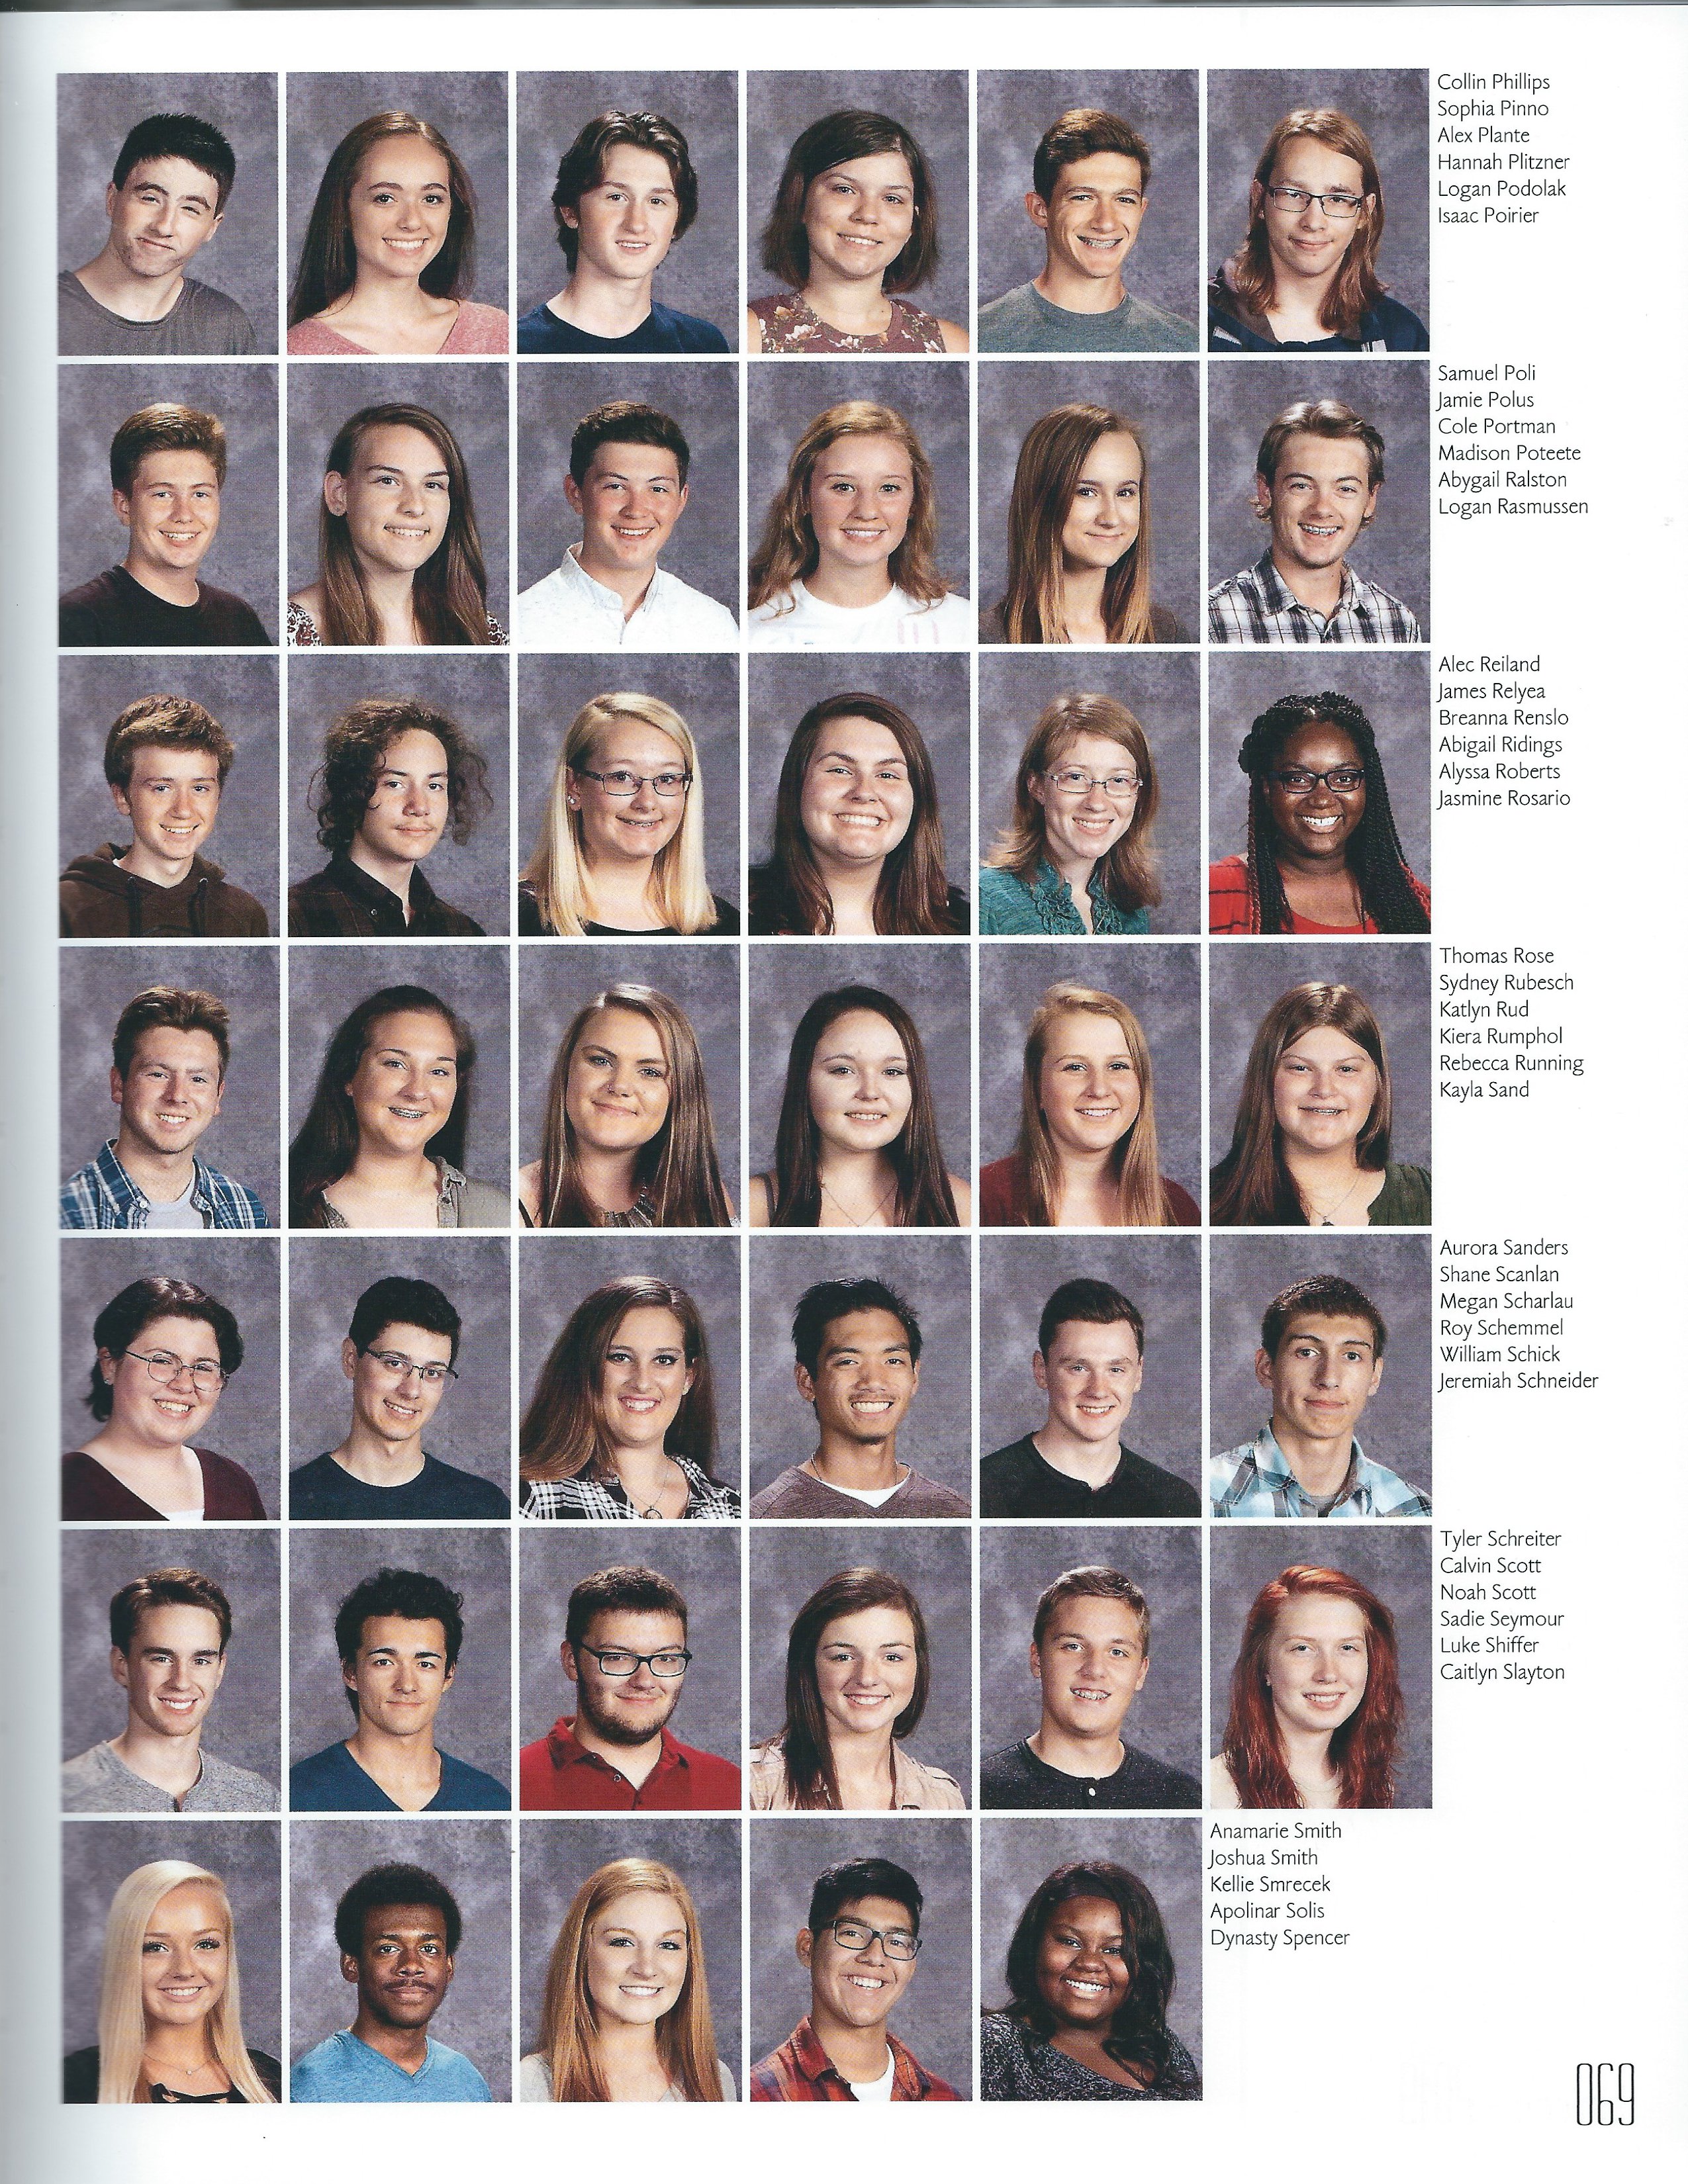 Collin Phillips
Sophia Pinno
Alex Plante
Hannah Plitzner
Logan Podolak
Isaac Poirier
Samuel Poli
Jamie Polus
Cole Portman
Madison Poteete
Abygail Ralston
Logan Rasmussen
Alec Reiland
James Relyea
Breanna Renslo
Abigail Ridings
Alyssa Roberts
Jasmine Rosario
Thomas Rose
Sydney Rubesch
Katlyn Rud
Kiera Rumphol
Rebecca Running
Kayla Sand
Aurora Sanders
Shane Scanlan
Megan Scharlau
Roy Schemmel
William Schick
Jeremiah Schneider
Tyler Schreiter
Calvin Scott
Noah Scott
Sadie Seymour
Luke Shiffer
Caitlyn Slayton
Anamarie Smith
Joshua Smith
Kellie Smrecek
Apolinar Solis
Dynasty Spencer
069